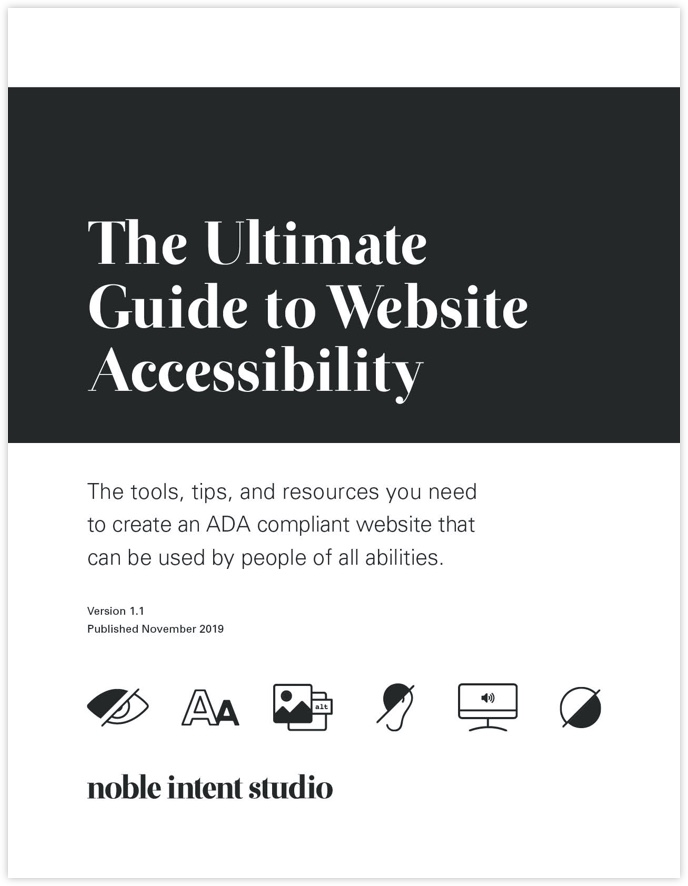 The Ultimate
Guide to Website
Accessibility
The tools, tips, and resources you need
to create an ADA compliant website that
can be used by people of all abilities.
Version 1.1
Published November 2019
AA
alt
noble intent studio